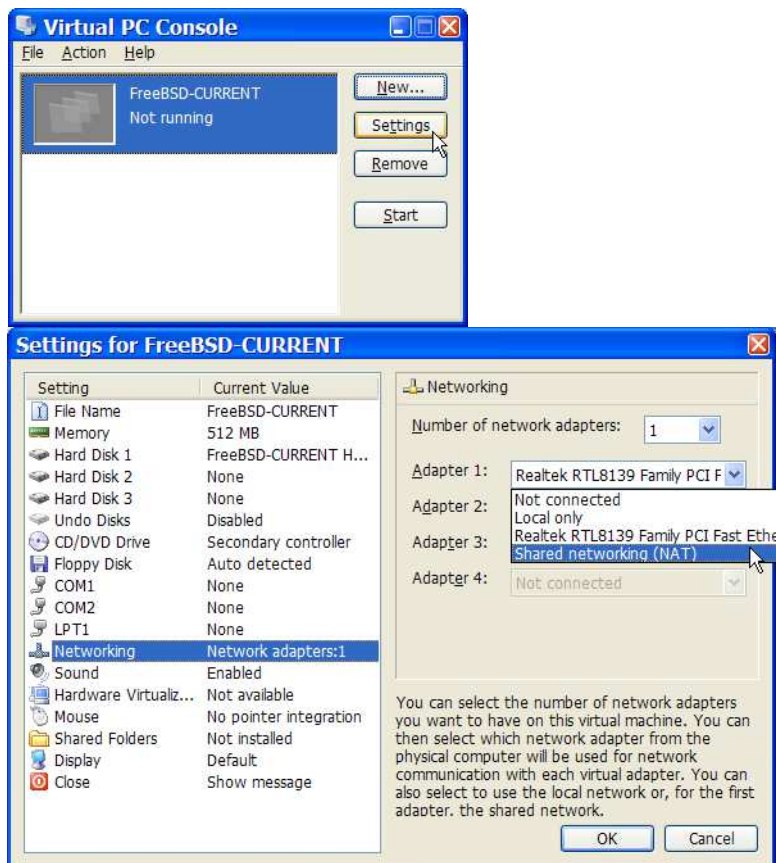 Virtual PC Console
File Action Help
FreeBSD-CURRENT
Not running
New...
Settings
Remove
Start
Settings for FreeBSD-CURRENT
Setting Current Value
File Name FreeBSD-CURRENT
Memory 512 MB
Hard Disk 1 FreeBSD-CURRENT H...
Hard Disk 2 None
Hard Disk 3 None
Undo Disks Disabled
CD/DVD Drive Secondary controller
Floppy Disk Auto detected
COM1 None
COM2 None
LPT1 None
Networking Network adapters:1
Sound Enabled
Hardware Virtualiz... Not available
Mouse No pointer integration
Shared Folders Not installed
Display Default
Close Show message
Networking
Number of network adapters: 1
Adapter 1: Realtek RTL8139 Family PCI F
Adapter 2:
Adapter 3:
Adapter 4: Not connected
Not connected
Local only
Realtek RTL8139 Family PCI Fast Ethe
Shared networking (NAT)
You can select the number of network adapters
you want to have on this virtual machine. You can
then select which network adapter from the
physical computer will be used for network
communication with each virtual adapter. You can
also select to use the local network or, for the first
adapter, the shared network.
OK Cancel